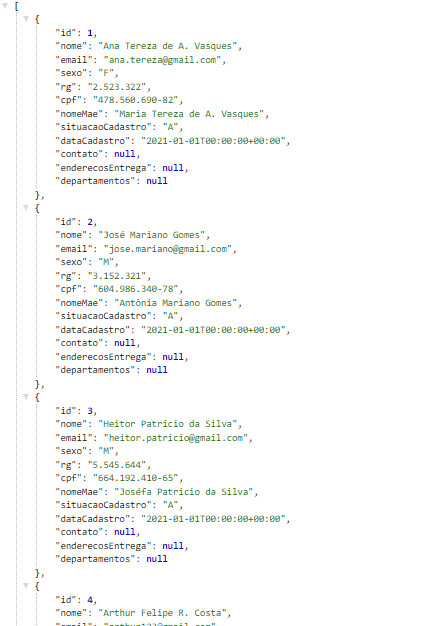 [
{
"id": 1,
"nome": "Ana Tereza de A. Vasques",
"email": "ana.tereza@gmail.com",
"sexo": "F",
"rg": "2.523.322",
"cpf": "478.560.690-82",
"nomeMae": "Maria Tereza de A. Vasques",
"situacaoCadastro": "A",
"dataCadastro": "2021-01-01T00:00:00+00:00",
"contato": null,
"enderecosEntrega": null,
"departamentos": null
},
{
"id": 2,
"nome": "José Mariano Gomes",
"email": "jose.mariano@gmail.com",
"sexo": "M",
"rg": "3.152.321",
"cpf": "604.986.340-78",
"nomeMae": "Antônia Mariano Gomes",
"situacaoCadastro": "A",
"dataCadastro": "2021-01-01T00:00:00+00:00",
"contato": null,
"enderecosEntrega": null,
"departamentos": null
},
{
"id": 3,
"nome": "Heitor Patricio da Silva",
"email": "heitor.patricio@gmail.com",
"sexo": "M",
"rg": "5.545.644",
"cpf": "664.192.410-65",
"nomeMae": "Joséfa Patricio da Silva",
"situacaoCadastro": "A",
"dataCadastro": "2021-01-01T00:00:00+00:00",
"contato": null,
"enderecosEntrega": null,
"departamentos": null
},
{
"id": 4,
"nome": "Arthur Felipe R. Costa",